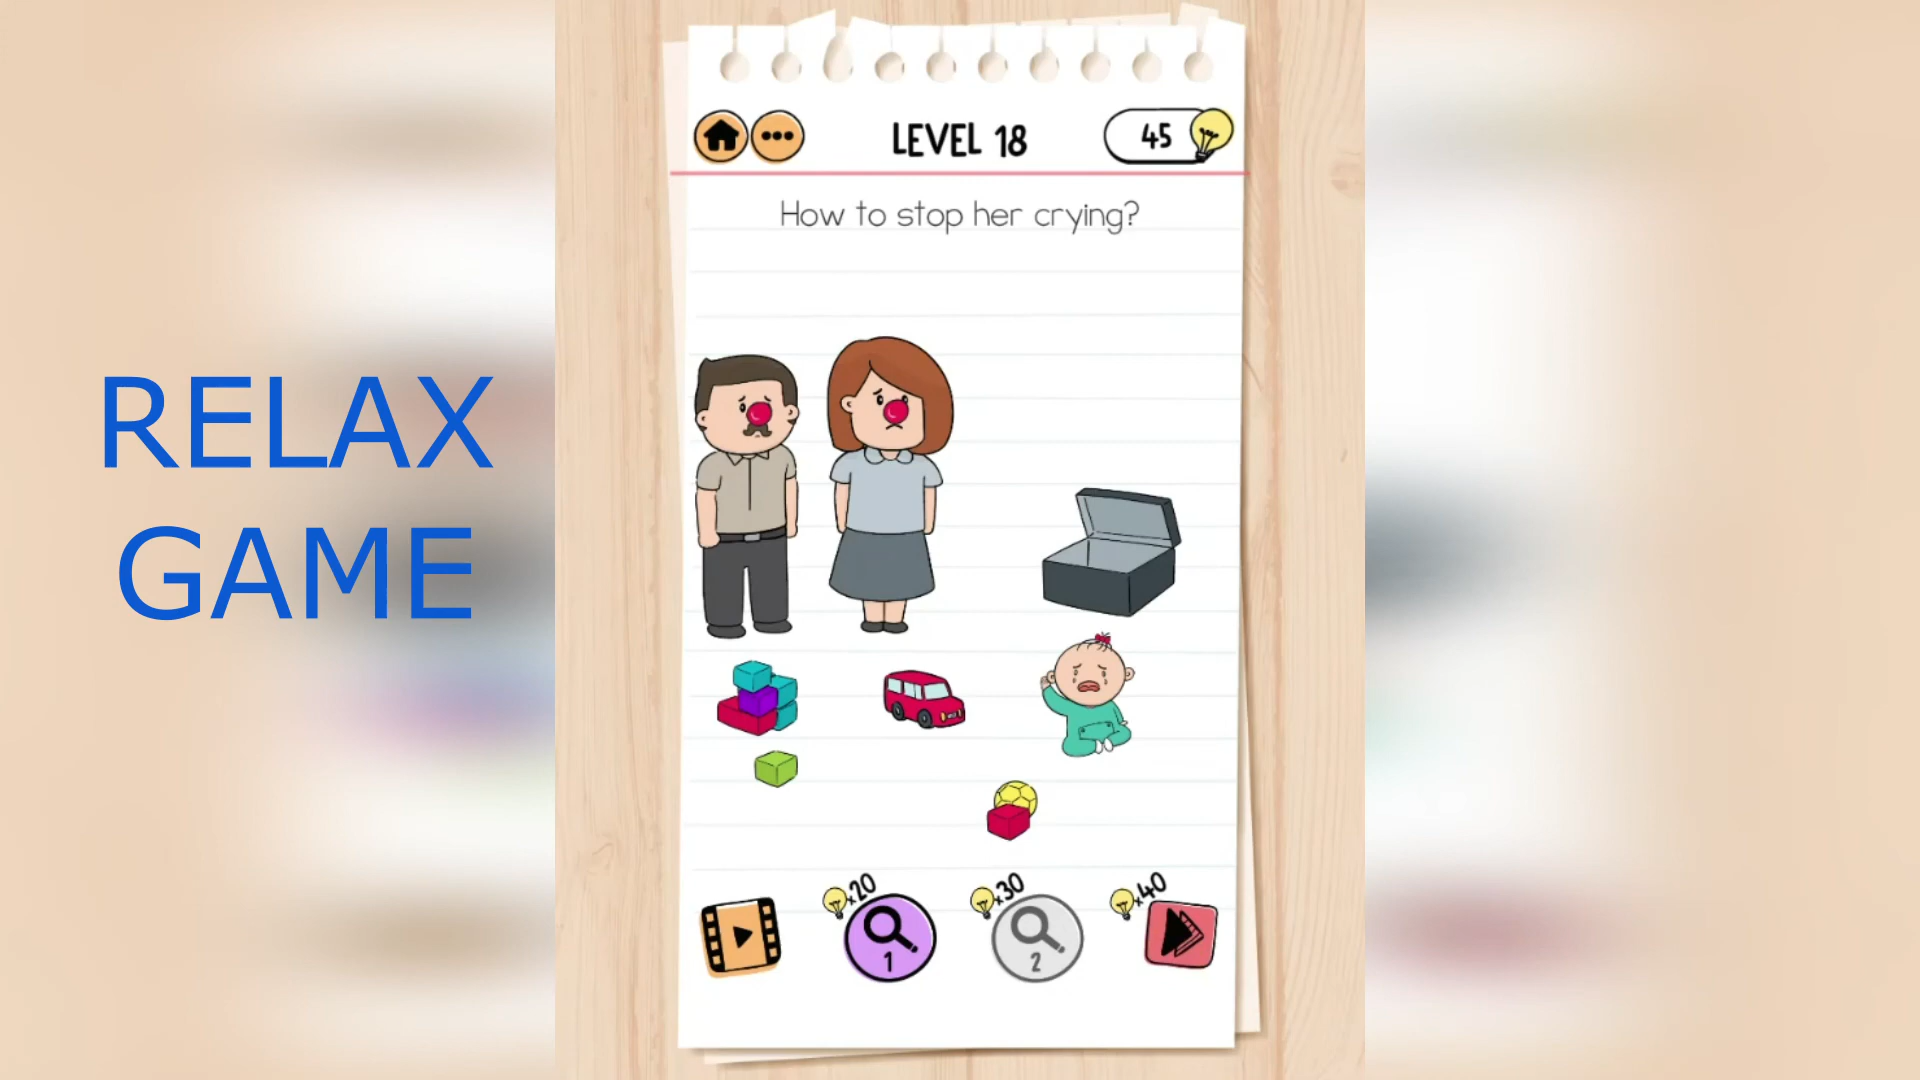 RELAX
GAME
LEVEL 18
45
How to stop her crying?
x20
x30
x40
1
2